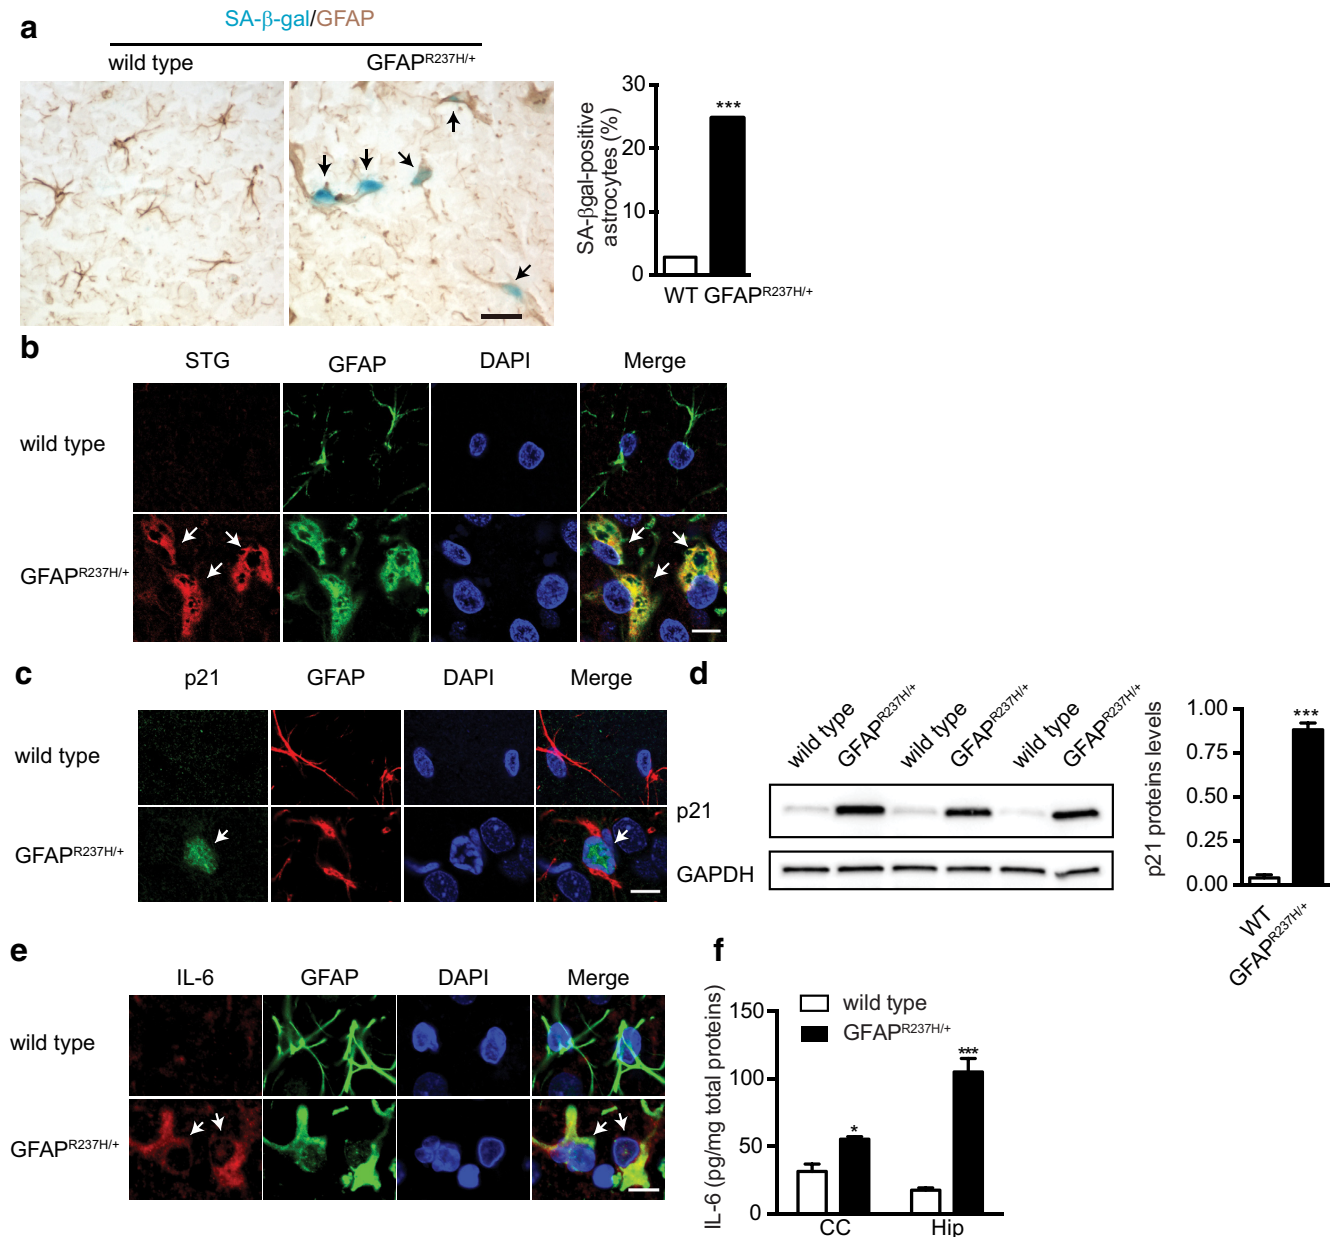 a
SA-β-gal/GFAP
wild type
GFAPR237H/+
SA-βgal-positive
astrocytes (%)
30
20
10
0
***
WT GFAPR237H/+
b
STG GFAP DAPI Merge
wild type
GFAPR237H/+
c
p21 GFAP DAPI Merge
wild type
GFAPR237H/+
d
wild type GFAPR237H/+ wild type GFAPR237H/+ wild type GFAPR237H/+
p21
GAPDH
p21 proteins levels
1.00
0.75
0.50
0.25
0.00
***
WT
GFAPR237H/+
e
IL-6 GFAP DAPI Merge
wild type
GFAPR237H/+
f
wild type
GFAPR237H/+
IL-6 (pg/mg total proteins)
150
100
50
0
*
***
CC Hip